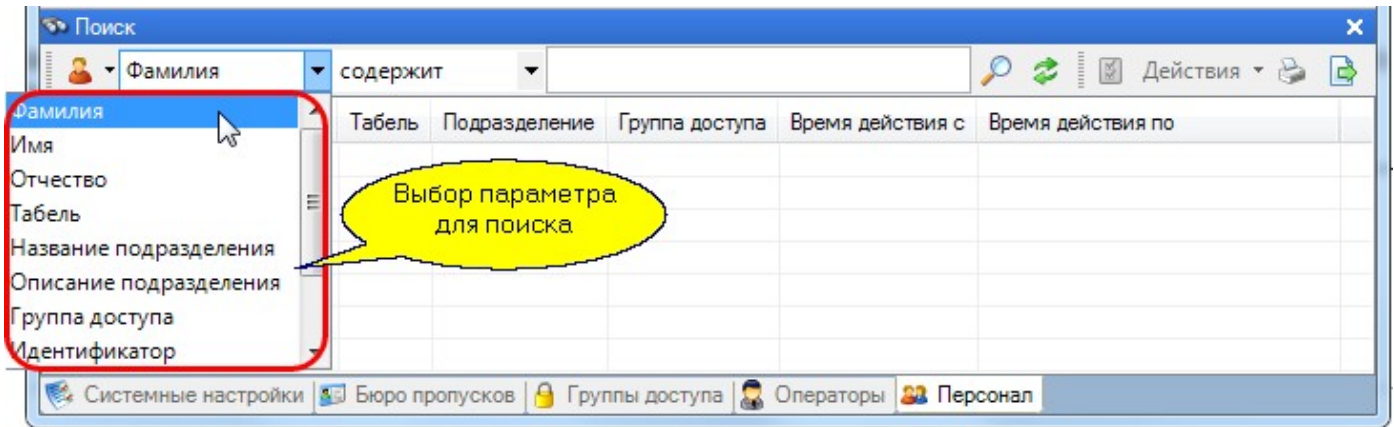 Поиск
Фамилия содержит Действия
Фамилия
Имя
Отчество
Табель
Название подразделения
Описание подразделения
Группа доступа
Идентификатор
Табель Подразделение Группа доступа Время действия с Время действия по
Выбор параметра
для поиска
Системные настройки Бюро пропусков Группы доступа Операторы Персонал